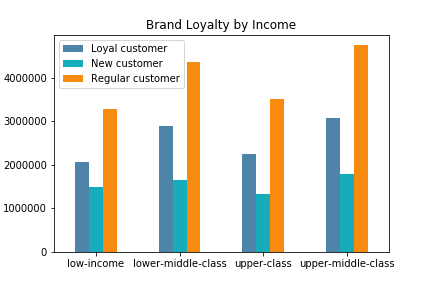 Brand Loyalty by Income
Loyal customer
New customer
Regular customer
4000000
3000000
2000000
1000000
0
low-income lower-middle-class upper-class upper-middle-class